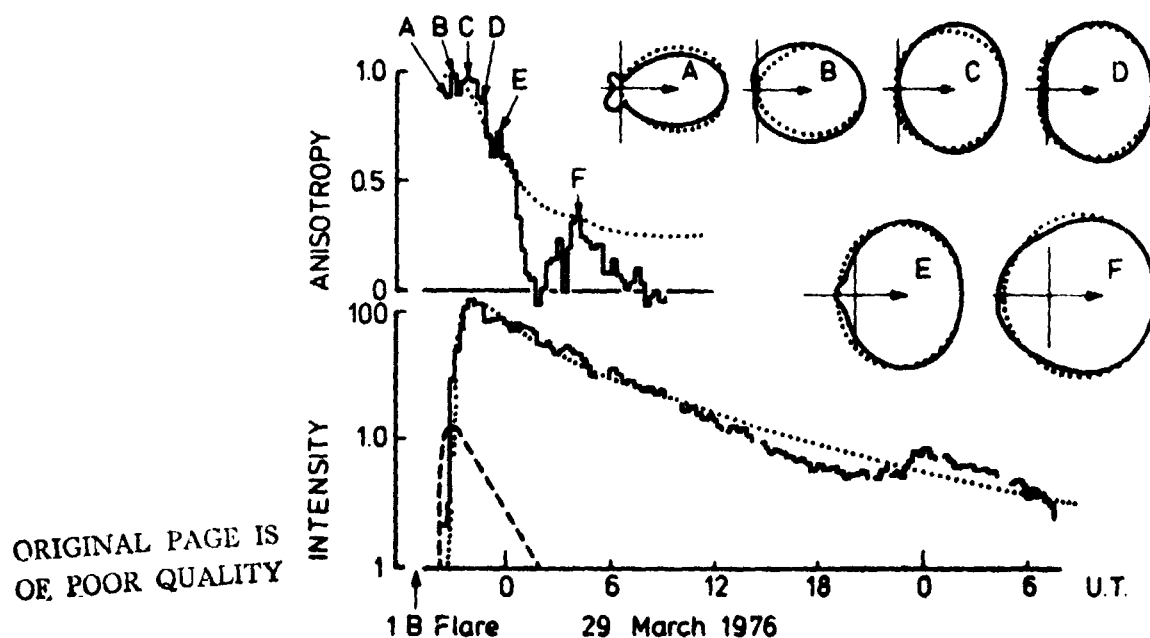 A B C D
E
F
1.0
0.5
0
ANISOTROPY
A B C D
E F
100
1.0
1
INTENSITY
0 6 12 18 0 6 U.T.
1 B Flare 29 March 1976
ORIGINAL PAGE IS
OF POOR QUALITY